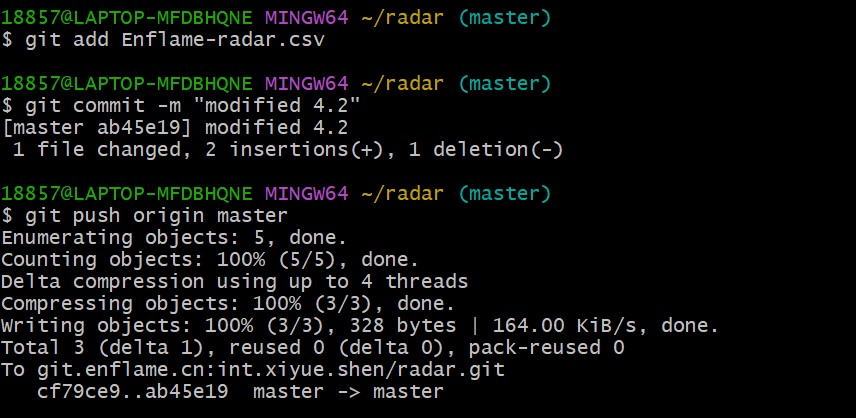 18857@LAPTOP-MFDBHQNE MINGW64 ~/radar (master)
$ git add Enflame-radar.csv
18857@LAPTOP-MFDBHQNE MINGW64 ~/radar (master)
$ git commit -m "modified 4.2"
[master ab45e19] modified 4.2
 1 file changed, 2 insertions(+), 1 deletion(-)
18857@LAPTOP-MFDBHQNE MINGW64 ~/radar (master)
$ git push origin master
Enumerating objects: 5, done.
Counting objects: 100% (5/5), done.
Delta compression using up to 4 threads
Compressing objects: 100% (3/3), done.
Writing objects: 100% (3/3), 328 bytes | 164.00 KiB/s, done.
Total 3 (delta 1), reused 0 (delta 0), pack-reused 0
To git.enflame.cn:int.xiyue.shen/radar.git
   cf79ce9..ab45e19  master -> master